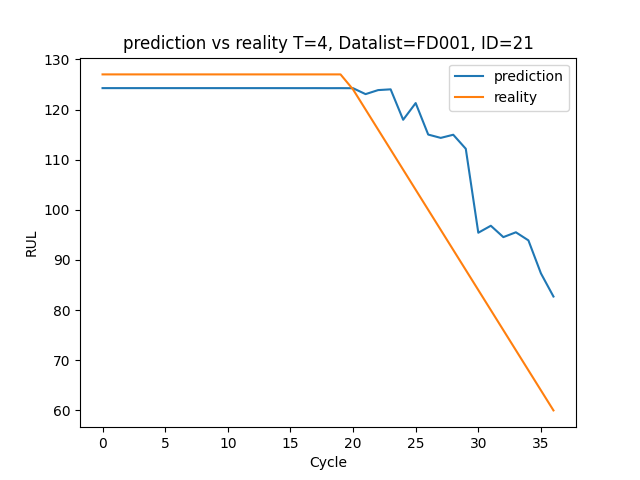 prediction vs reality T=4, Datalist=FD001, ID=21
prediction
reality
130
120
110
100
90
80
70
60
RUL
0 5 10 15 20 25 30 35
Cycle